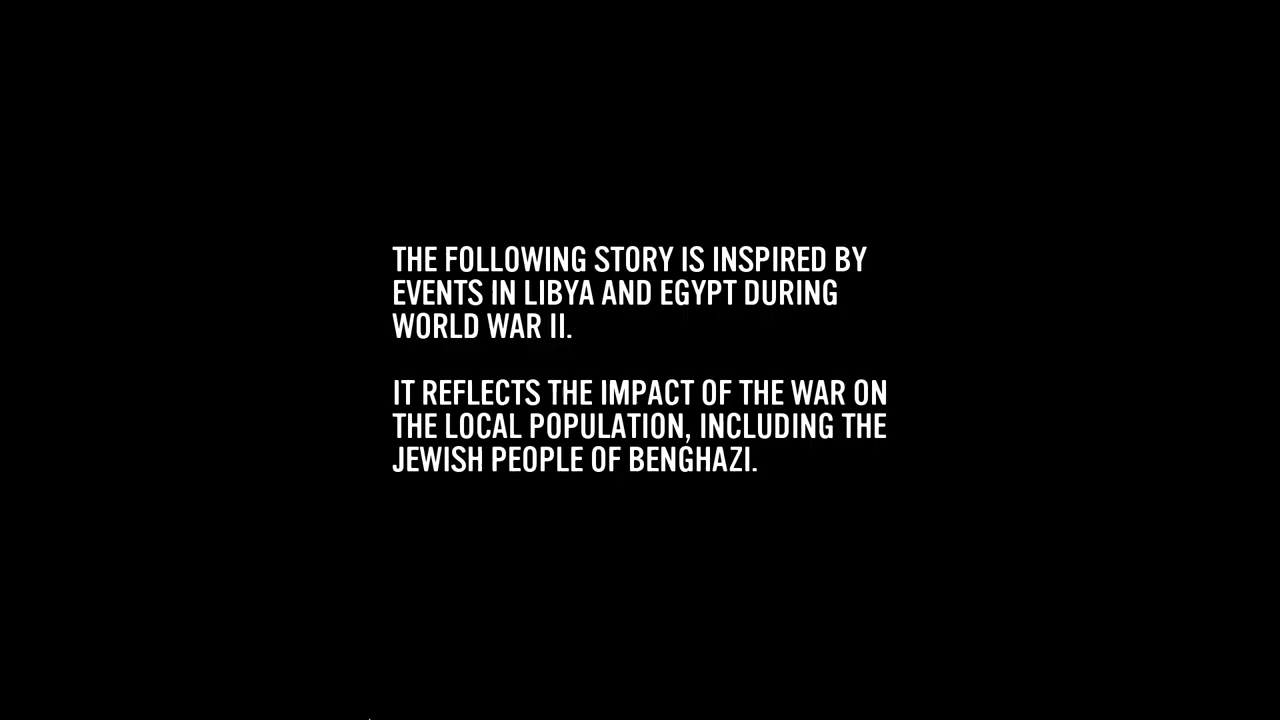 THE FOLLOWING STORY IS INSPIRED BY
EVENTS IN LIBYA AND EGYPT DURING
WORLD WAR II.
IT REFLECTS THE IMPACT OF THE WAR ON
THE LOCAL POPULATION, INCLUDING THE
JEWISH PEOPLE OF BENGHAZI.